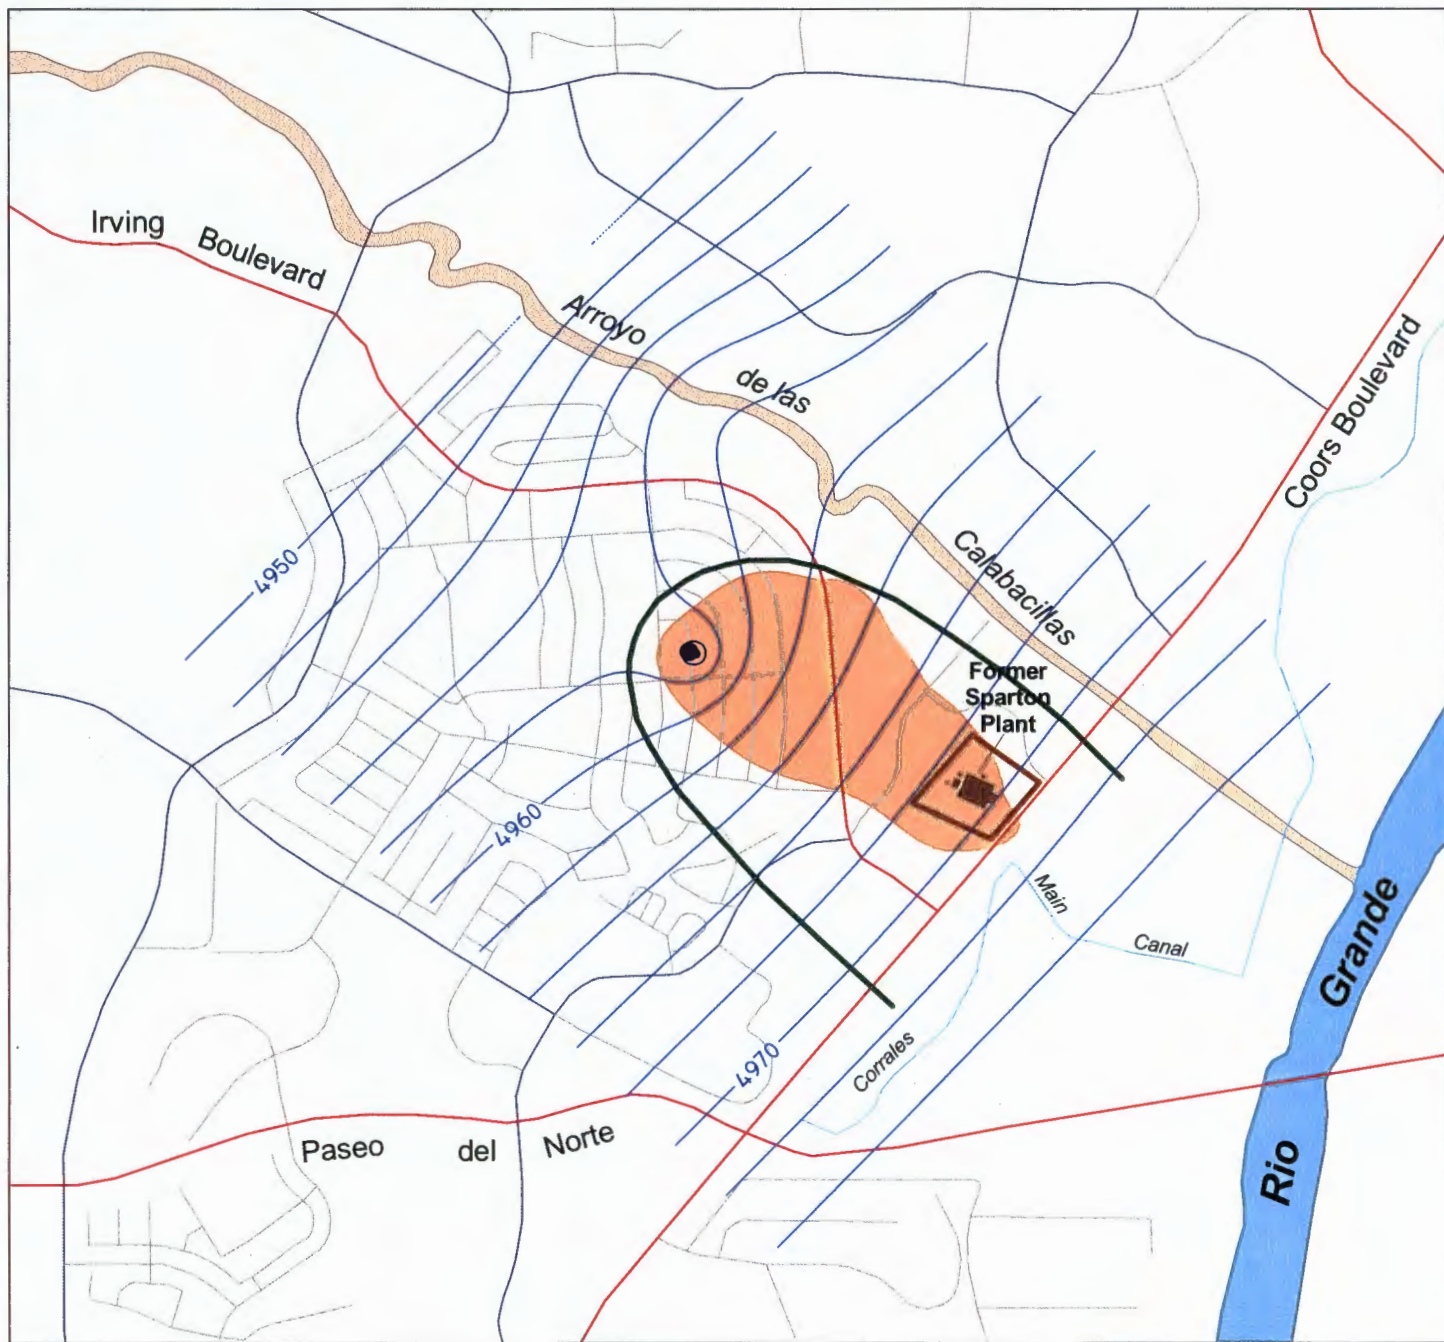 Irving Boulevard
Arroyo de las Calabacillas
Coors Boulevard
4950
Former
Sparton
Plant
4960
Main Canal
Rio Grande
4970
Corrales
Paseo del Norte